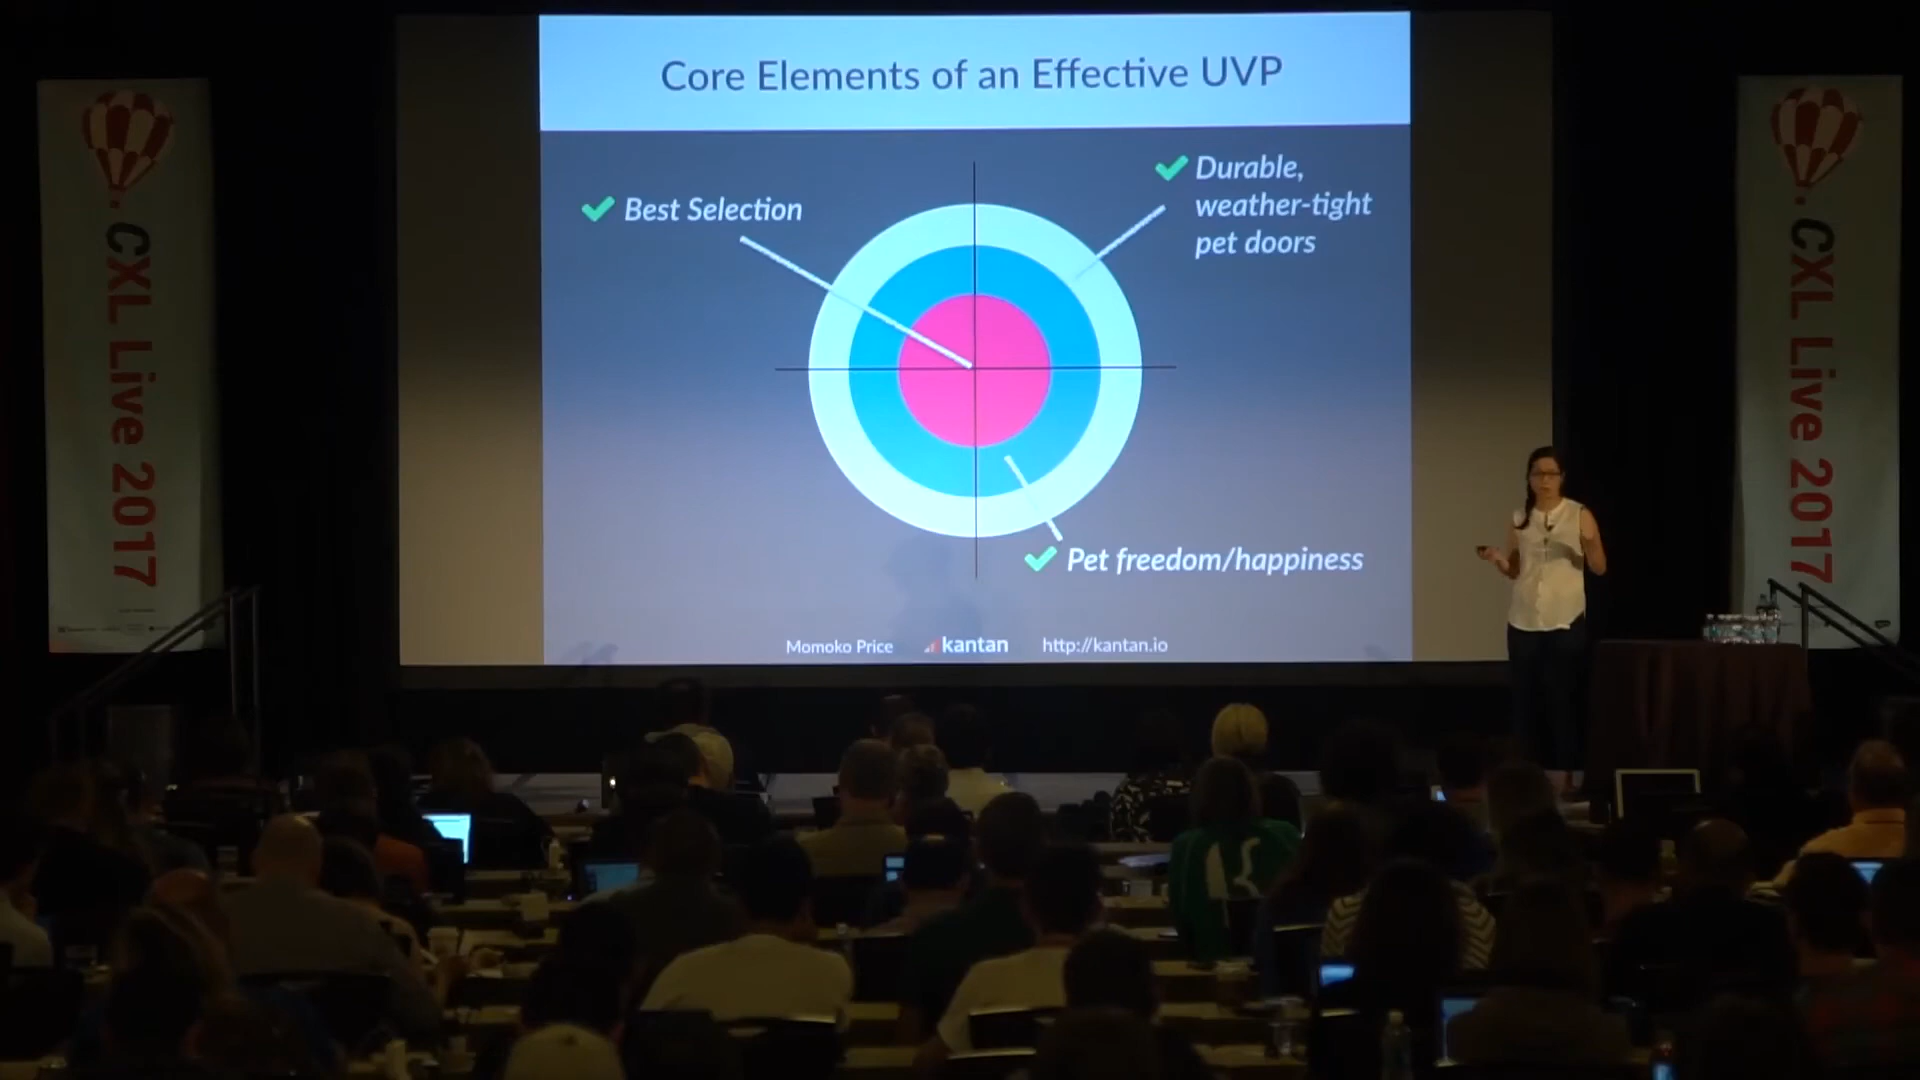 Core Elements of an Effective UVP
Best Selection
Durable,
weather-tight
pet doors
Pet freedom/happiness
Momoko Price kantan http://kantan.io
CXL Live 2017
CXL Live 2017